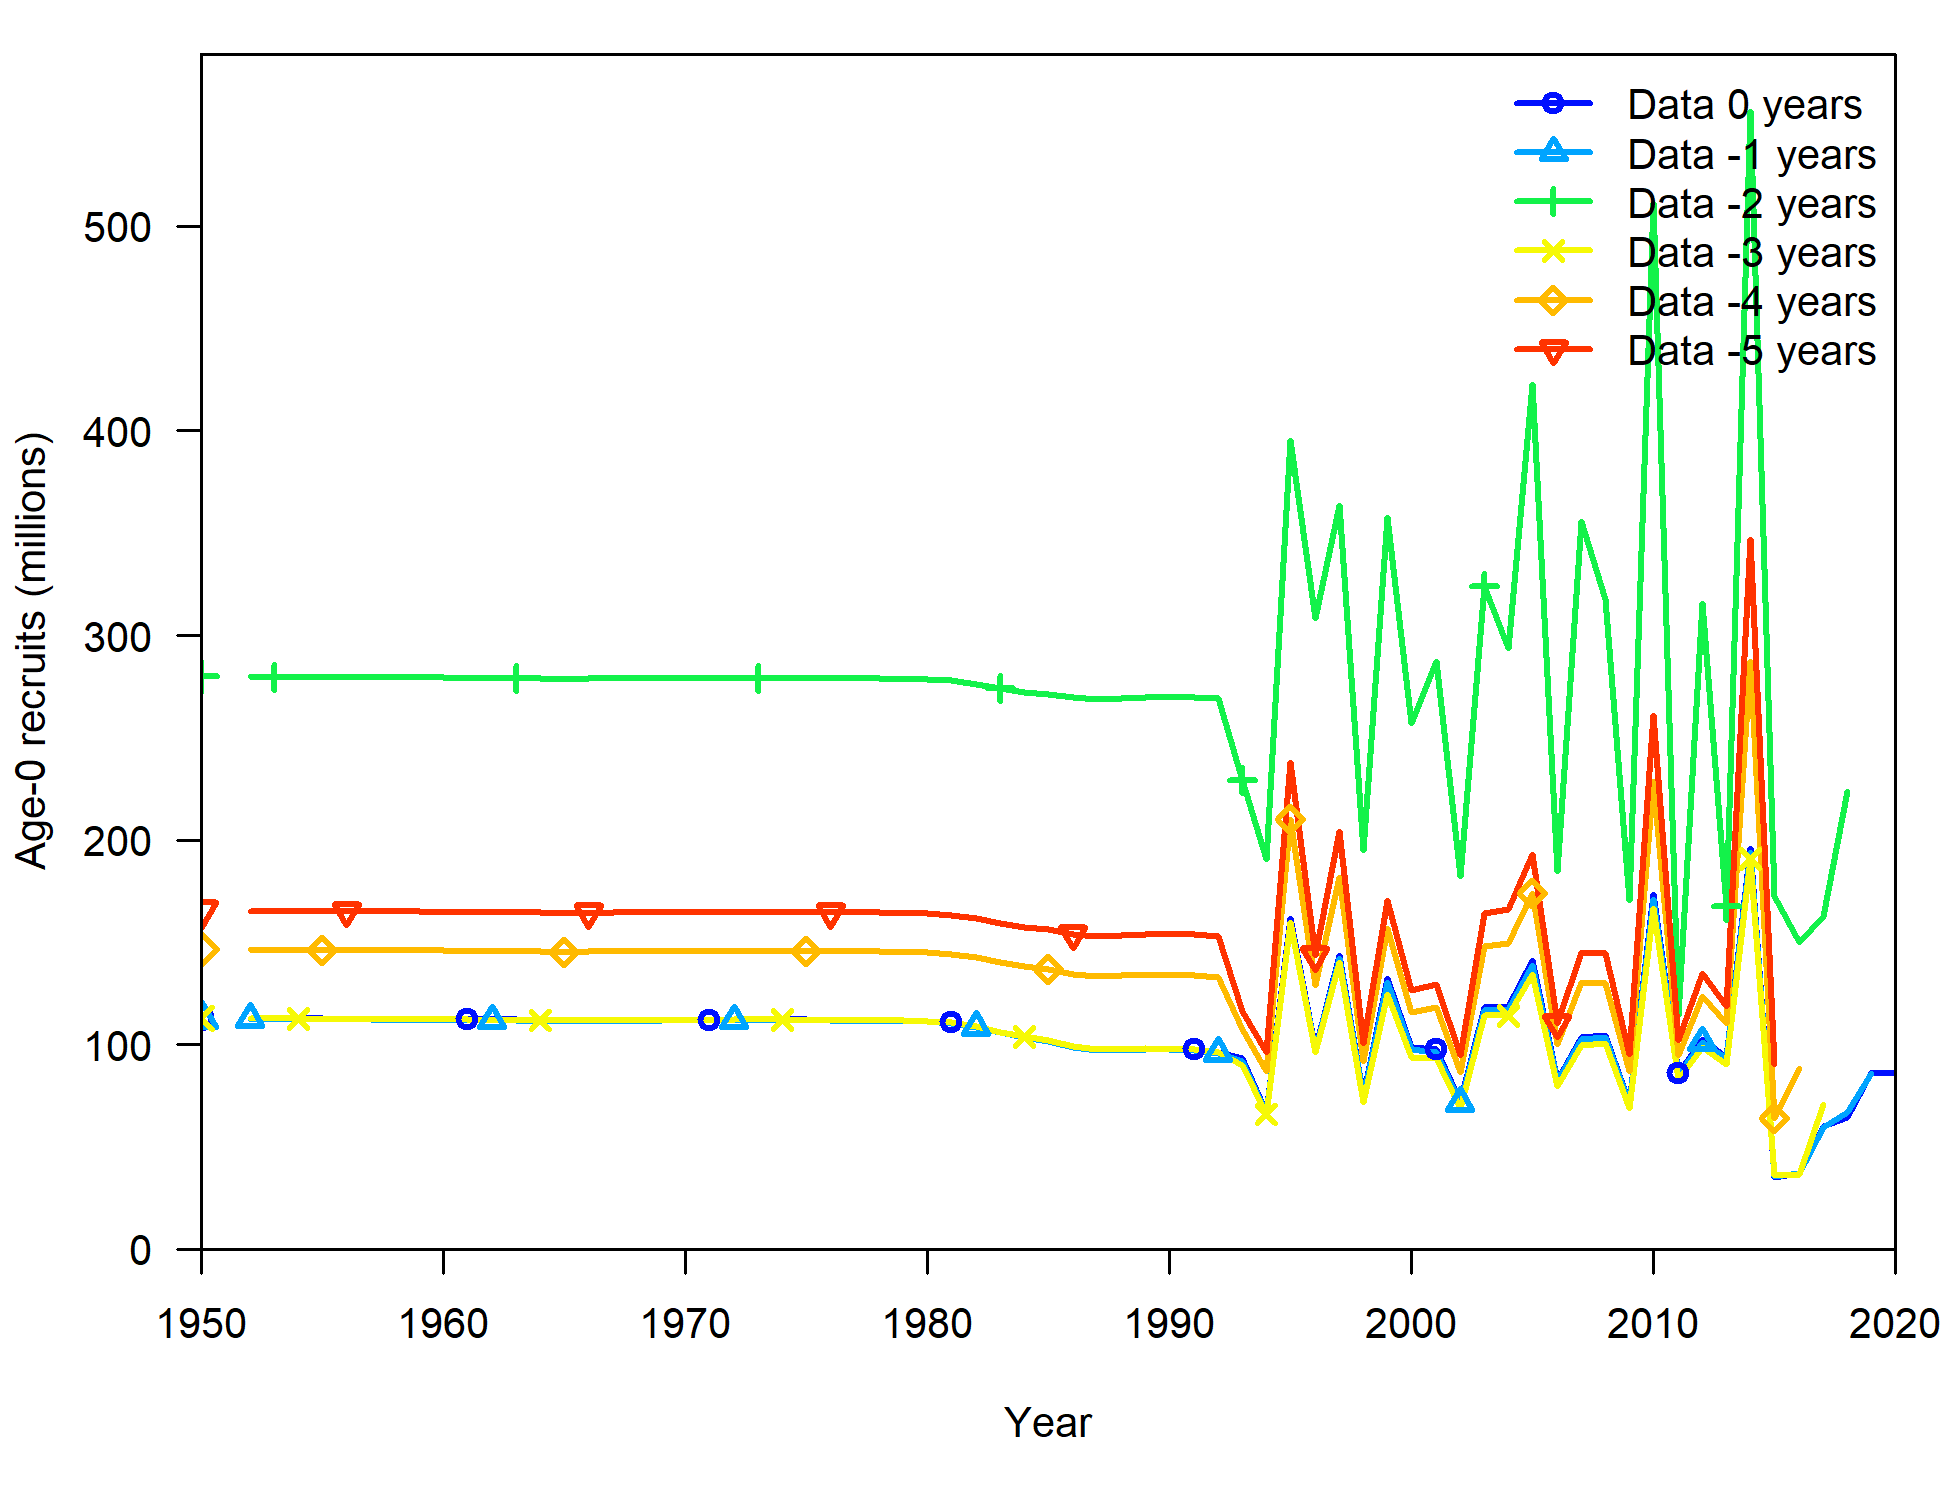 Data 0 years
Data -1 years
Data -2 years
Data -3 years
Data -4 years
Data -5 years
500
400
300
200
100
0
Age-0 recruits (millions)
1950 1960 1970 1980 1990 2000 2010 2020
Year